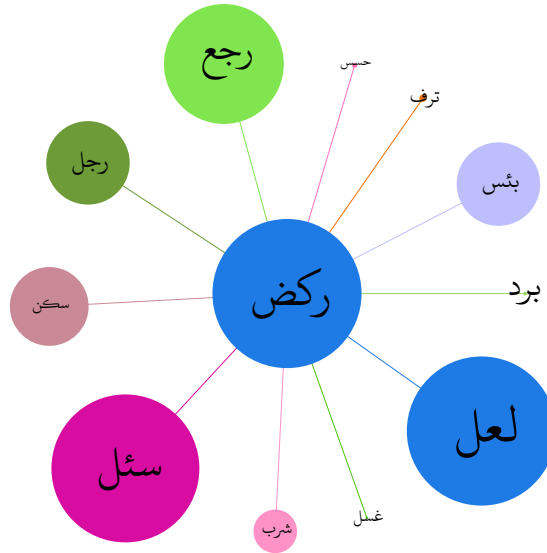 رجع
حسس
ترف
رجل
بئس
ركض
برد
سكن
لعل
سئل
غسل
شرب